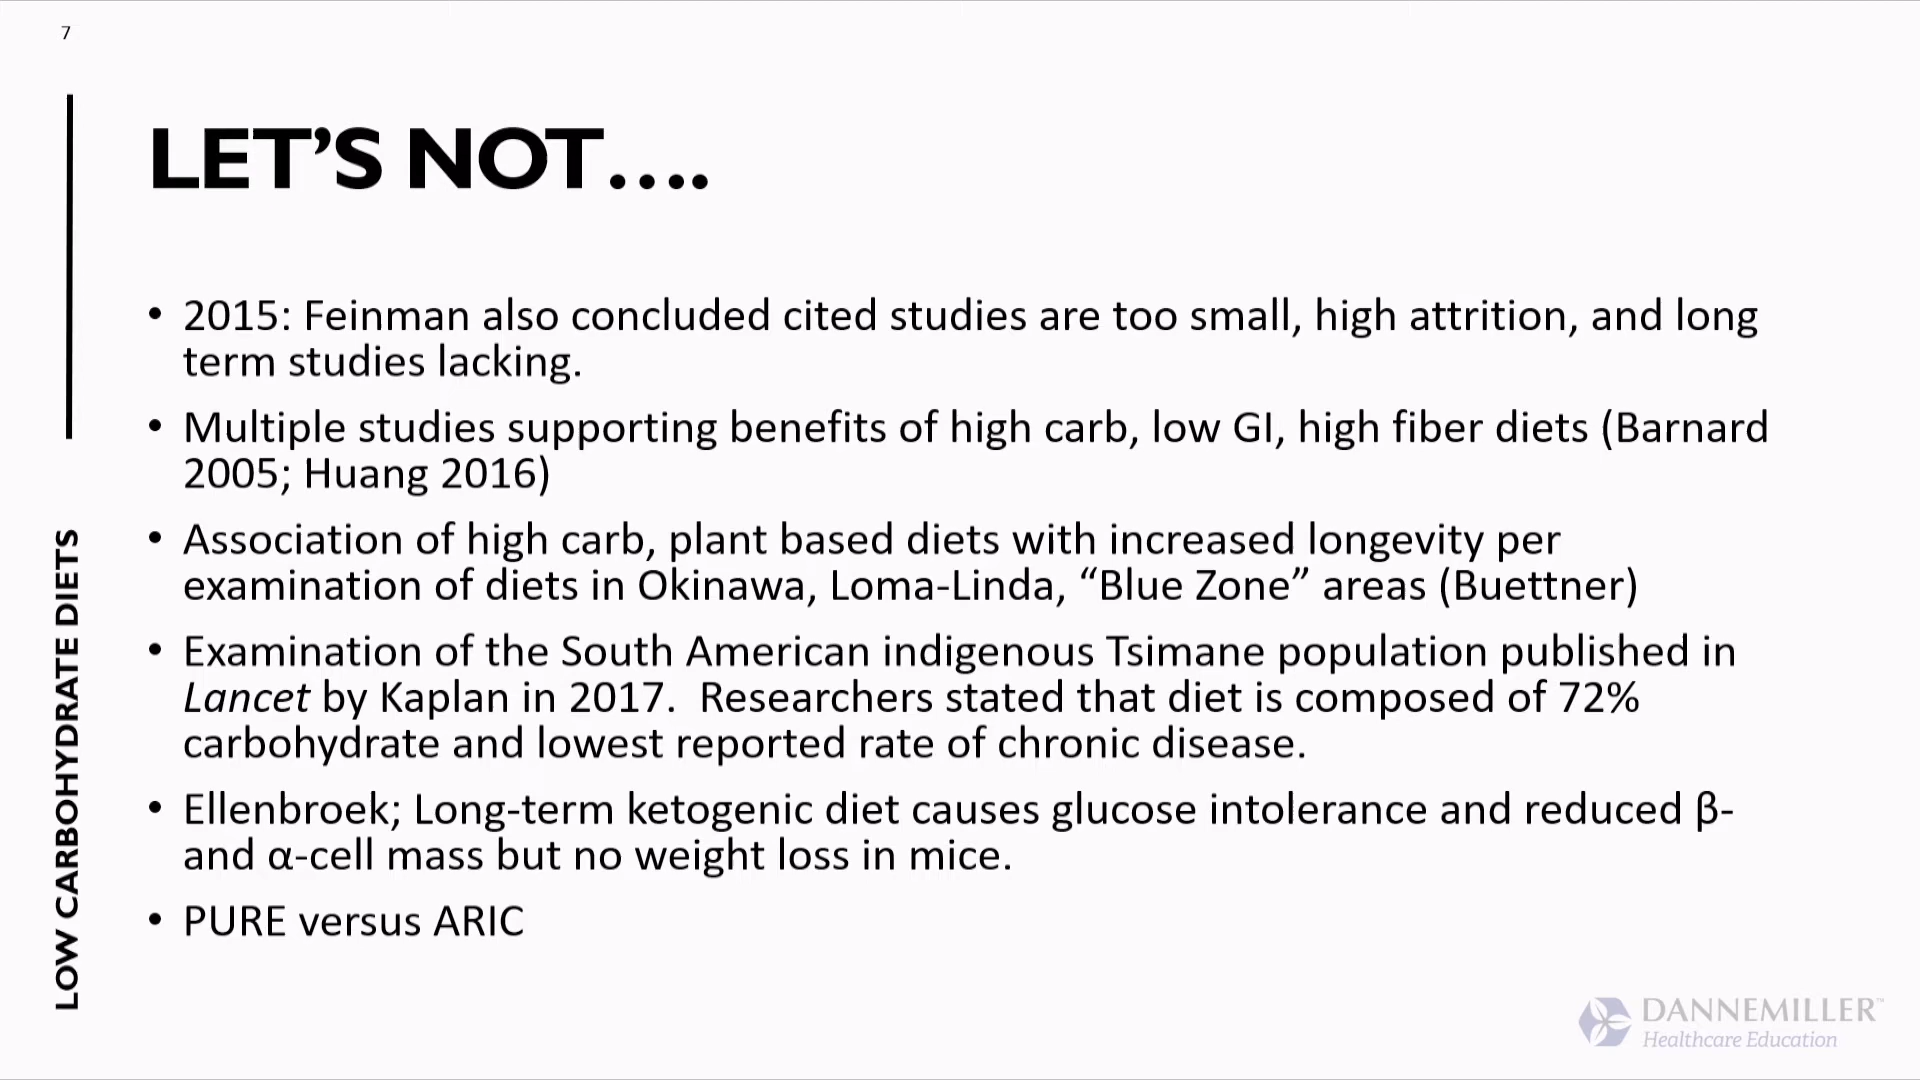 7
LET’S NOT….
• 2015: Feinman also concluded cited studies are too small, high attrition, and long
term studies lacking.
• Multiple studies supporting benefits of high carb, low GI, high fiber diets (Barnard
2005; Huang 2016)
• Association of high carb, plant based diets with increased longevity per
examination of diets in Okinawa, Loma-Linda, “Blue Zone” areas (Buettner)
• Examination of the South American indigenous Tsimane population published in
Lancet by Kaplan in 2017.  Researchers stated that diet is composed of 72%
carbohydrate and lowest reported rate of chronic disease.
• Ellenbroek; Long-term ketogenic diet causes glucose intolerance and reduced β-
and α-cell mass but no weight loss in mice.
• PURE versus ARIC
LOW CARBOHYDRATE DIETS
DANNEMILLER™
Healthcare Education